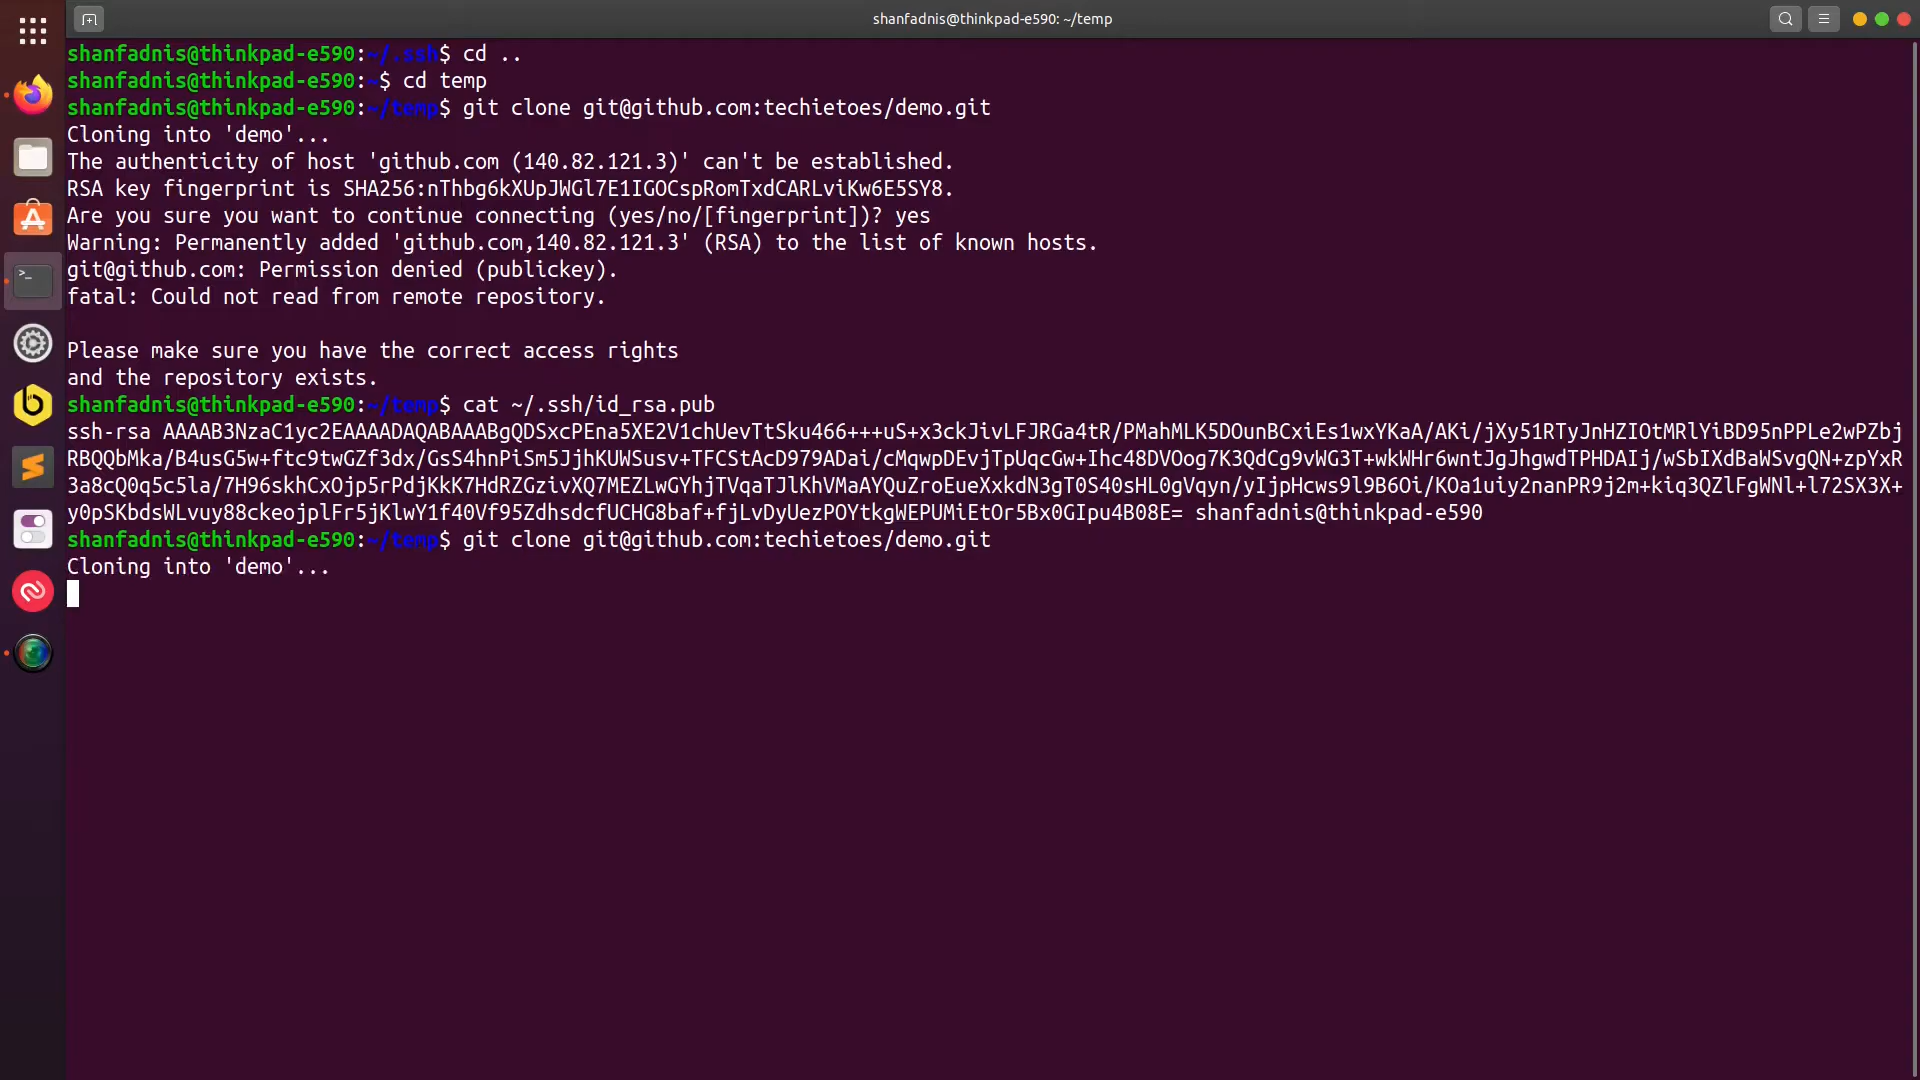 shanfadnis@thinkpad-e590: ~/temp
shanfadnis@thinkpad-e590:~/.ssh$ cd ..
shanfadnis@thinkpad-e590:~$ cd temp
shanfadnis@thinkpad-e590:~/temp$ git clone git@github.com:techietoes/demo.git
Cloning into 'demo'...
The authenticity of host 'github.com (140.82.121.3)' can't be established.
RSA key fingerprint is SHA256:nThbg6kXUpJWGl7E1IGOCspRomTxdCARLviKw6E5SY8.
Are you sure you want to continue connecting (yes/no/[fingerprint])? yes
Warning: Permanently added 'github.com,140.82.121.3' (RSA) to the list of known hosts.
git@github.com: Permission denied (publickey).
fatal: Could not read from remote repository.
Please make sure you have the correct access rights
and the repository exists.
shanfadnis@thinkpad-e590:~/temp$ cat ~/.ssh/id_rsa.pub
ssh-rsa AAAAB3NzaC1yc2EAAAADAQABAAABgQDSxcPEna5XE2V1chUevTtSku466+++uS+x3ckJivLFJRGa4tR/PMahMLK5DOunBCxiEs1wxYKaA/AKi/jXy51RTyJnHZIOtMRlYiBD95nPPLe2wPZbj
RBQQbMka/B4usG5w+ftc9twGZf3dx/GsS4hnPiSm5JjhKUWSusv+TFCStAcD979ADai/cMqwpDEvjTpUqcGw+Ihc48DVOog7K3QdCg9vWG3T+wkWHr6wntJgJhgwdTPHDAIj/wSbIXdBaWSvgQN+zpYxR
3a8cQ0q5c5la/7H96skhCxOjp5rPdjKkK7HdRZGzivXQ7MEZLwGYhjTVqaTJlKhVMaAYQuZroEueXxkdN3gT0S40sHL0gVqyn/yIjpHcws9l9B6Oi/KOa1uiy2nanPR9j2m+kiq3QZlFgWNl+l72SX3X+
y0pSKbdsWLvuy88ckeojplFr5jKlwY1f40Vf95ZdhsdcfUCHG8baf+fjLvDyUezPOYtkgWEPUMiEtOr5Bx0GIpu4B08E= shanfadnis@thinkpad-e590
shanfadnis@thinkpad-e590:~/temp$ git clone git@github.com:techietoes/demo.git
Cloning into 'demo'...